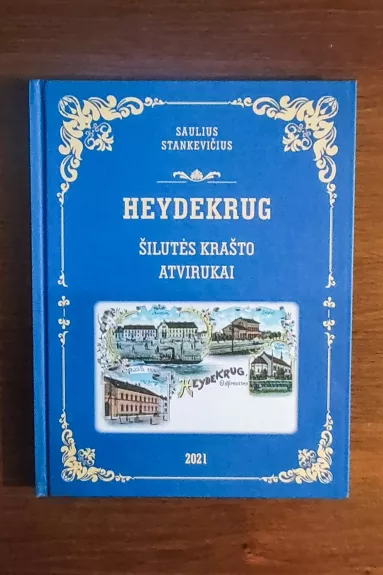 SAULIUS
STANKEVIČIUS
HEYDEKRUG
ŠILUTĖS KRAŠTO
ATVIRUKAI
HEYDEKRUG
2021